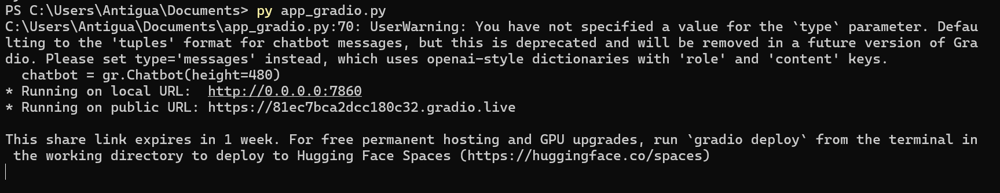 PS C:\Users\Antigua\Documents> py app_gradio.py
C:\Users\Antigua\Documents\app_gradio.py:70: UserWarning: You have not specified a value for the `type` parameter. Defau
lting to the 'tuples' format for chatbot messages, but this is deprecated and will be removed in a future version of Gra
dio. Please set type='messages' instead, which uses openai-style dictionaries with 'role' and 'content' keys.
  chatbot = gr.Chatbot(height=480)
* Running on local URL:  http://0.0.0.0:7860
* Running on public URL: https://81ec7bca2dcc180c32.gradio.live

This share link expires in 1 week. For free permanent hosting and GPU upgrades, run `gradio deploy` from the terminal in
 the working directory to deploy to Hugging Face Spaces (https://huggingface.co/spaces)